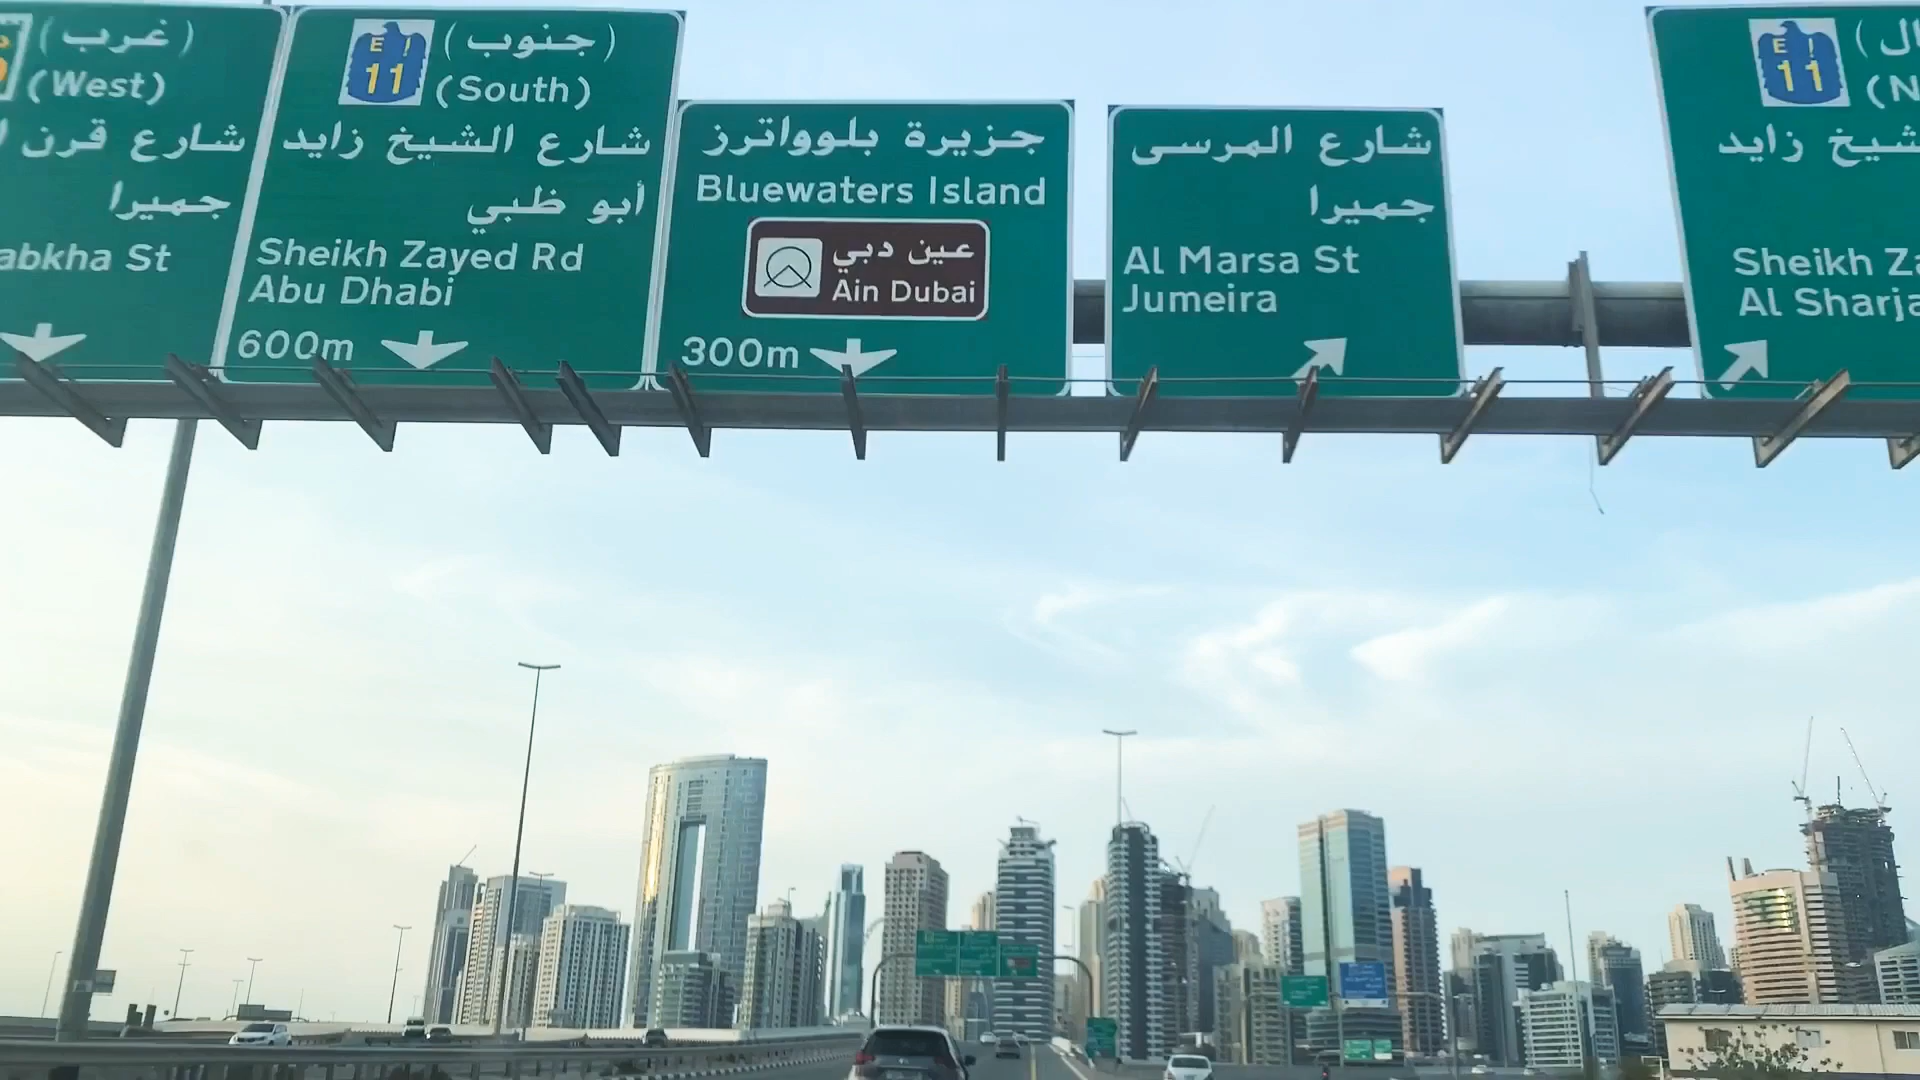 (غرب)
(West)
شارع قرن
جميرا
abkha St
E 11
(جنوب)
(South)
شارع الشيخ زايد
أبو ظبي
Sheikh Zayed Rd
Abu Dhabi
600m
جزيرة بلوواترز
Bluewaters Island
عين دبي
Ain Dubai
300m
شارع المرسى
جميرا
Al Marsa St
Jumeira
E 11
(N
شيخ زايد
Sheikh Za
Al Sharja